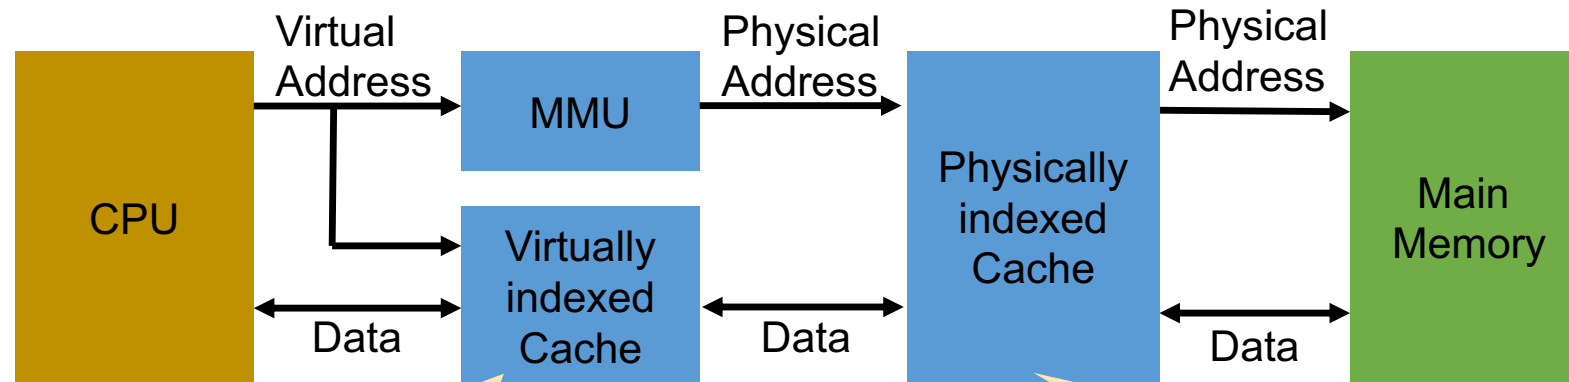 CPU
Virtual
Address
MMU
Physical
Address
Virtually
indexed
Cache
Data
Data
Physically
indexed
Cache
Physical
Address
Data
Main
Memory